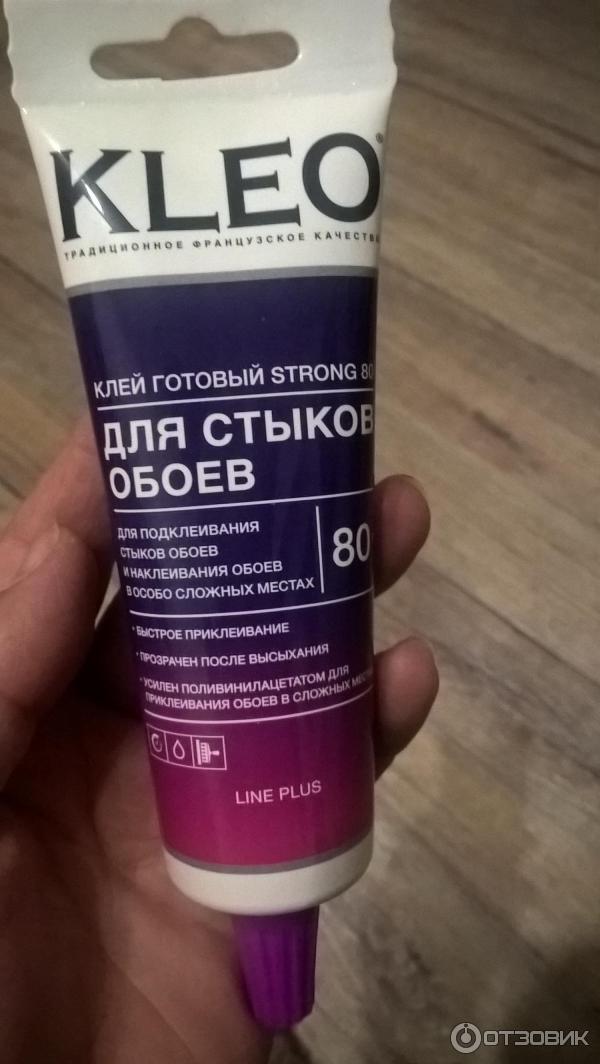 KLEO®
ТРАДИЦИОННОЕ ФРАНЦУЗСКОЕ КАЧЕСТВО
КЛЕЙ ГОТОВЫЙ STRONG 80
ДЛЯ СТЫКОВ
ОБОЕВ
ДЛЯ ПОДКЛЕИВАНИЯ
СТЫКОВ ОБОЕВ
И НАКЛЕИВАНИЯ ОБОЕВ
В ОСОБО СЛОЖНЫХ МЕСТАХ
80
• БЫСТРОЕ ПРИКЛЕИВАНИЕ
• ПРОЗРАЧЕН ПОСЛЕ ВЫСЫХАНИЯ
• УСИЛЕН ПОЛИВИНИЛАЦЕТАТОМ ДЛЯ
ПРИКЛЕИВАНИЯ ОБОЕВ В СЛОЖНЫХ МЕСТАХ
LINE PLUS
ОТЗОВИК